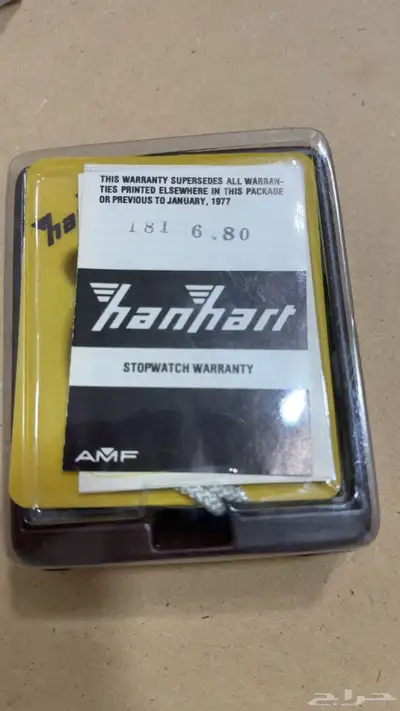 THIS WARRANTY SUPERSEDES ALL WARRAN-
TIES PRINTED ELSEWHERE IN THIS PACKAGE
OR PREVIOUS TO JANUARY, 1977
181 6.80
ha
hanhart
STOPWATCH WARRANTY
AMF
حراج